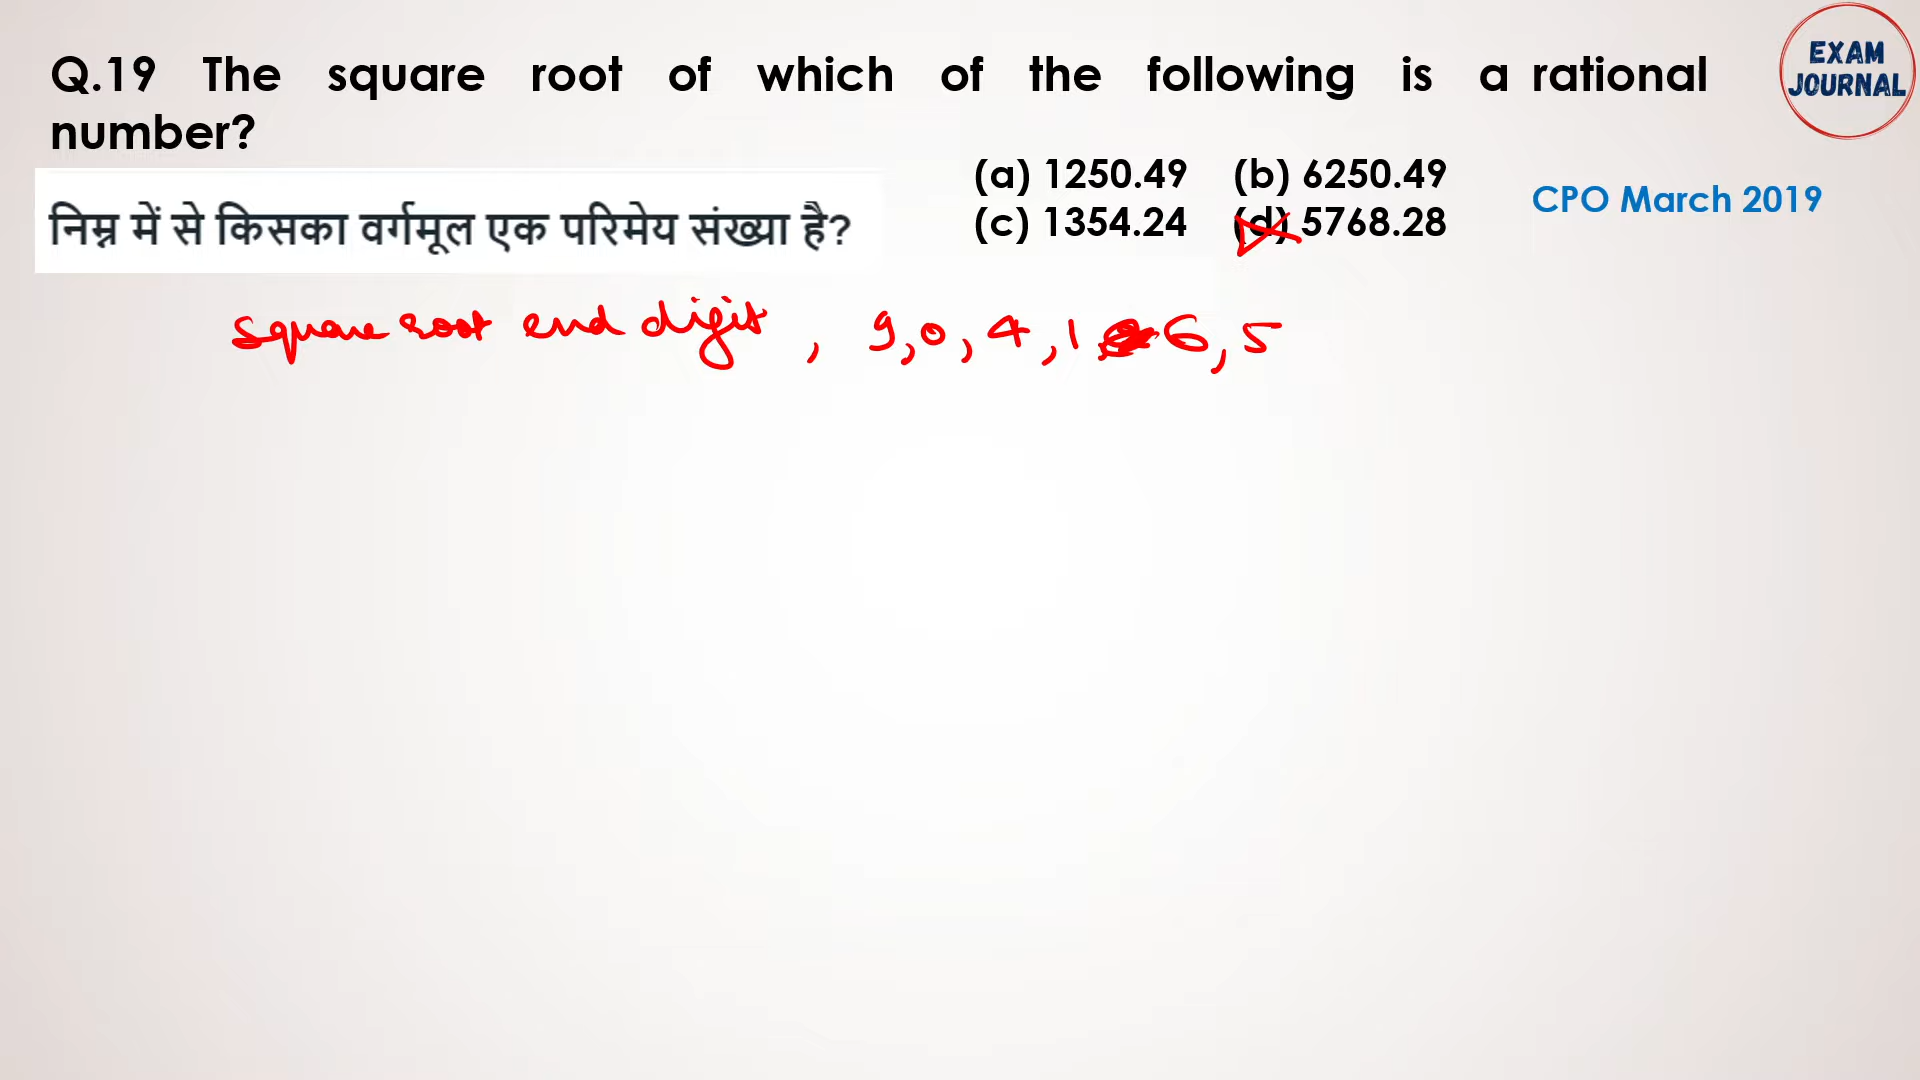 Q.19 The square root of which of the following is a rational
number?
EXAM
JOURNAL
(a) 1250.49 (b) 6250.49
(c) 1354.24 (d) 5768.28
CPO March 2019
निम्न में से किसका वर्गमूल एक परिमेय संख्या है?
square root end digit , 9,0,4,1 6,5